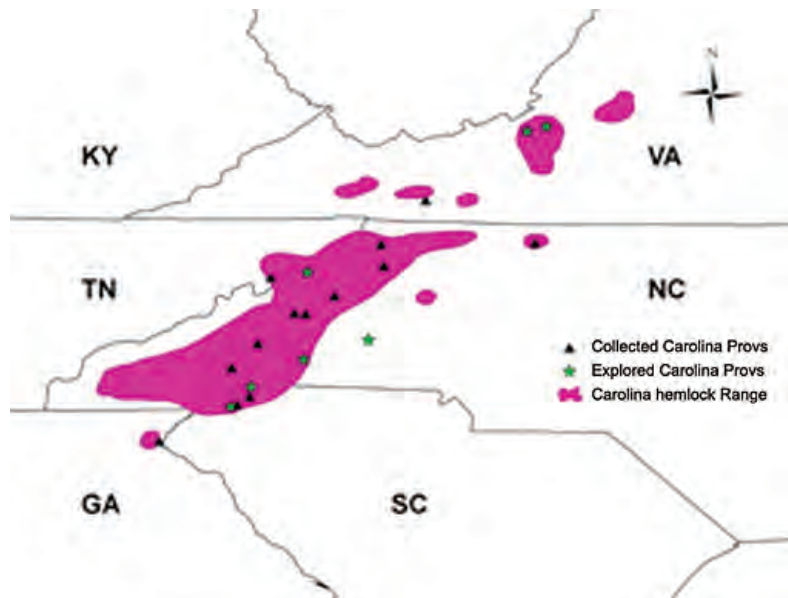 N
KY
VA
TN
NC
Collected Carolina Provs
Explored Carolina Provs
Carolina hemlock Range
GA
SC